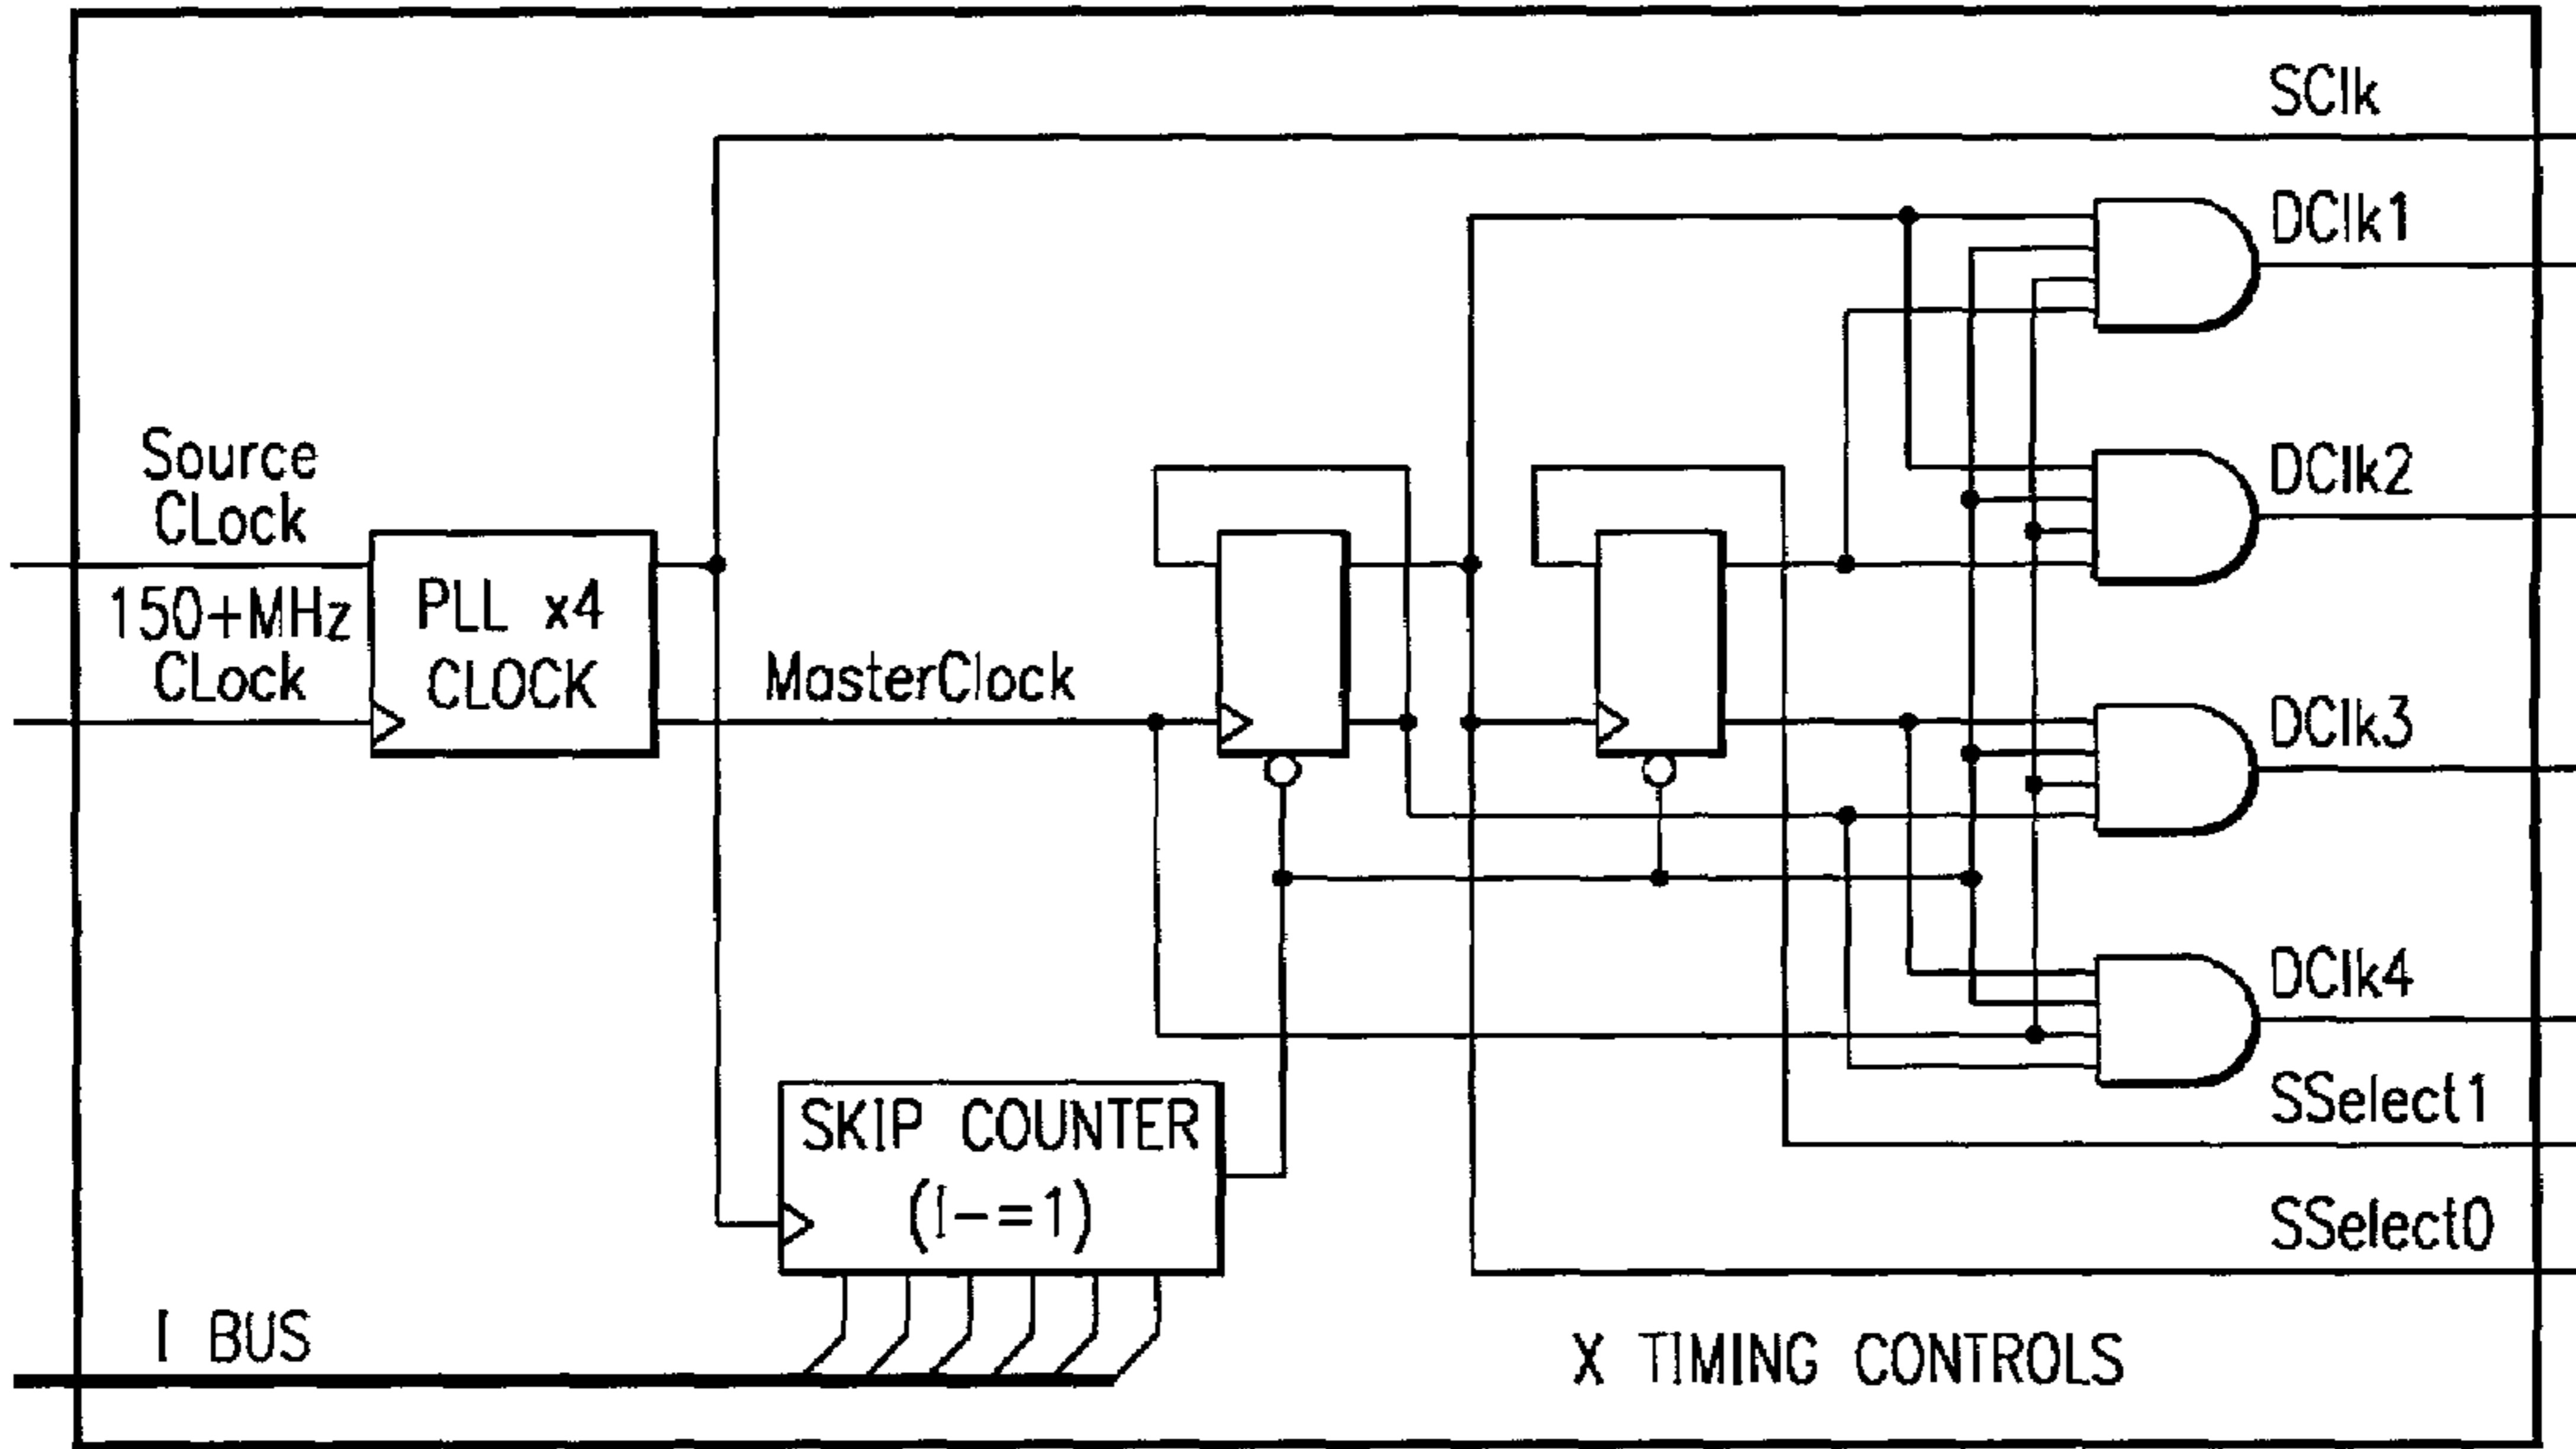 SClk
DClk1
Source
CLock
DClk2
150+MHz
CLock
PLL x4
CLOCK
MasterClock
DClk3
DClk4
SKIP COUNTER
(I-=1)
SSelect1
SSelect0
I BUS
X TIMING CONTROLS